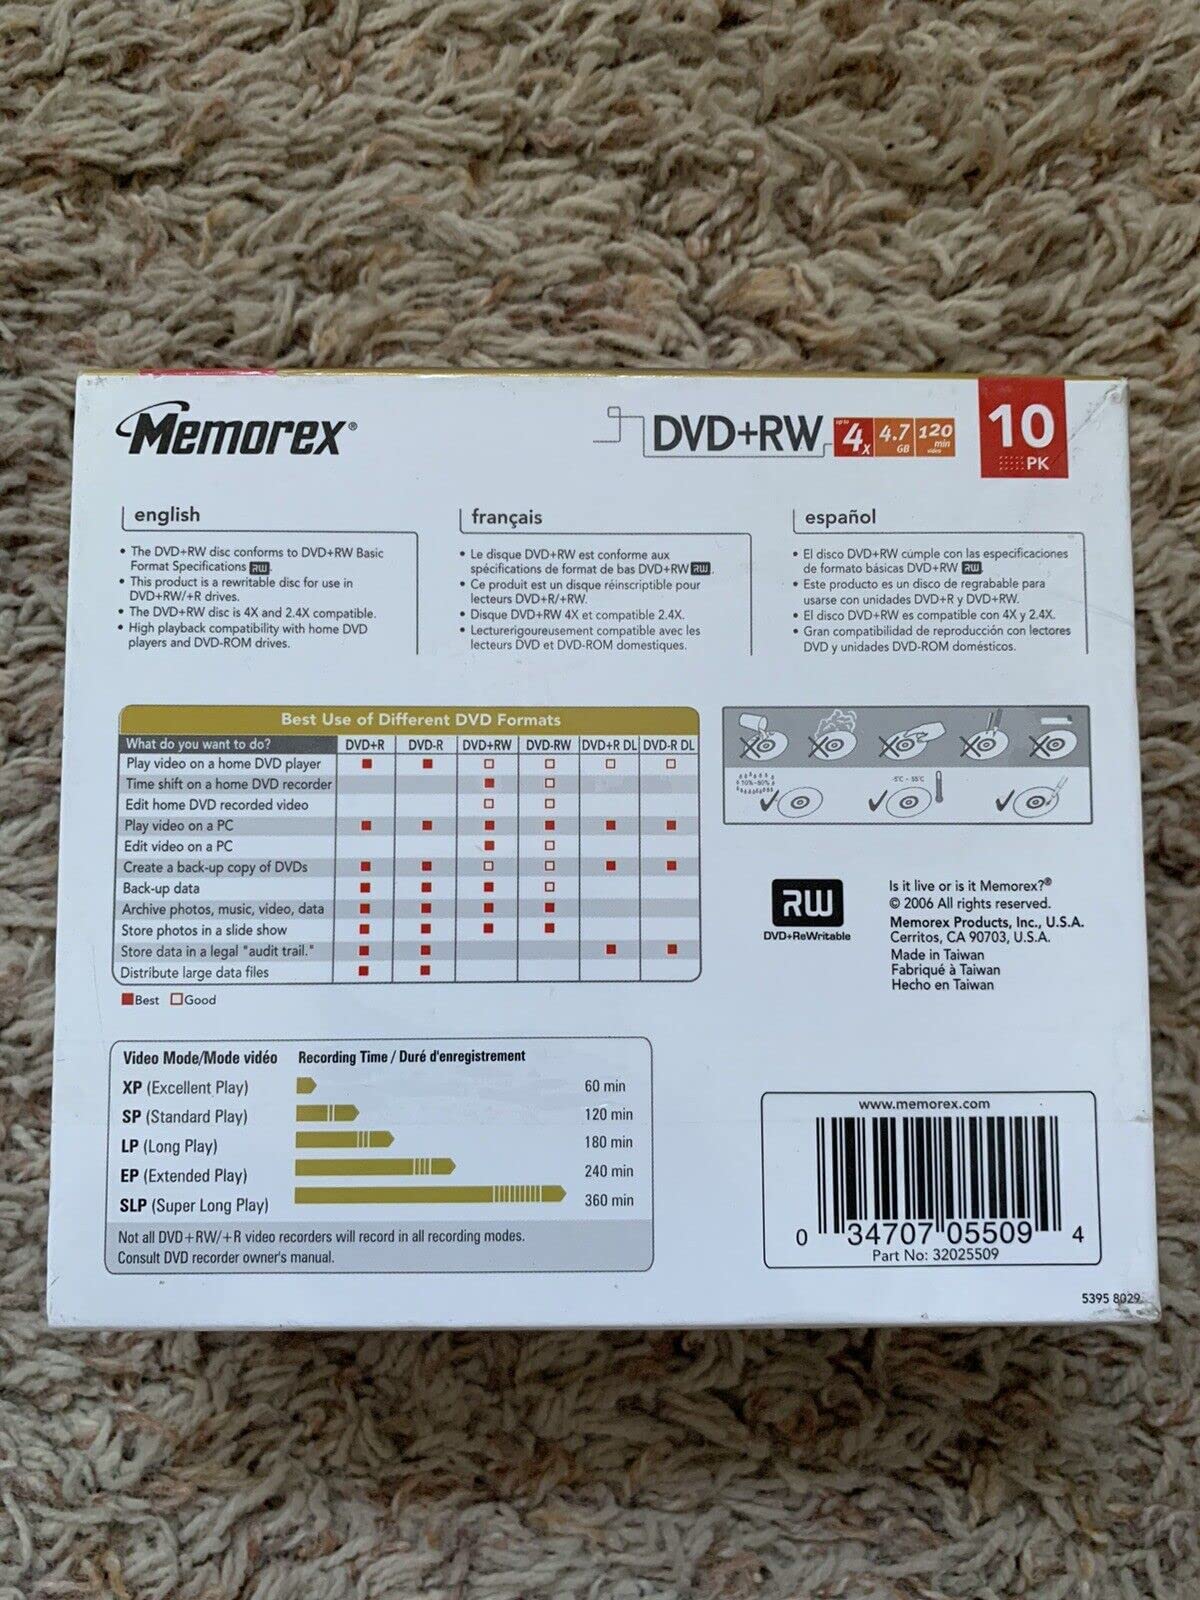 Memorex®
DVD+RW up to 4x 4.7 GB 120 min video
10 PK
english
• The DVD+RW disc conforms to DVD+RW Basic
Format Specifications RW.
• This product is a rewritable disc for use in
DVD+RW/+R drives.
• The DVD+RW disc is 4X and 2.4X compatible.
• High playback compatibility with home DVD
players and DVD-ROM drives.
français
• Le disque DVD+RW est conforme aux
spécifications de format de bas DVD+RW RW.
• Ce produit est un disque réinscriptible pour
lecteurs DVD+R/+RW.
• Disque DVD+RW 4X et compatible 2.4X.
• Lecturerigoureusement compatible avec les
lecteurs DVD et DVD-ROM domestiques.
español
• El disco DVD+RW cúmple con las especificaciones
de formato básicas DVD+RW RW.
• Este producto es un disco de regrabable para
usarse con unidades DVD+R y DVD+RW.
• El disco DVD+RW es compatible con 4X y 2.4X.
• Gran compatibilidad de reproducción con lectores
DVD y unidades DVD-ROM domésticos.
Best Use of Different DVD Formats
What do you want to do? DVD+R DVD-R DVD+RW DVD-RW DVD+R DL DVD-R DL
Play video on a home DVD player ■ ■ □ □ □ □
Time shift on a home DVD recorder ■ □
Edit home DVD recorded video □ □
Play video on a PC ■ ■ ■ ■ ■ ■
Edit video on a PC ■ □
Create a back-up copy of DVDs ■ ■ □ □ ■ ■
Back-up data ■ ■ ■ □
Archive photos, music, video, data ■ ■ ■ ■
Store photos in a slide show ■ ■ ■ ■
Store data in a legal "audit trail." ■ ■ ■ ■
Distribute large data files ■ ■
■Best □Good
10%-80%
-5°C - 55°C
RW
DVD+ReWritable
Is it live or is it Memorex?®
© 2006 All rights reserved.
Memorex Products, Inc., U.S.A.
Cerritos, CA 90703, U.S.A.
Made in Taiwan
Fabriqué à Taiwan
Hecho en Taiwan
Video Mode/Mode vidéo Recording Time / Duré d'enregistrement
XP (Excellent Play) 60 min
SP (Standard Play) 120 min
LP (Long Play) 180 min
EP (Extended Play) 240 min
SLP (Super Long Play) 360 min
Not all DVD+RW/+R video recorders will record in all recording modes.
Consult DVD recorder owner's manual.
www.memorex.com
0 34707 05509 4
Part No: 32025509
5395 8029